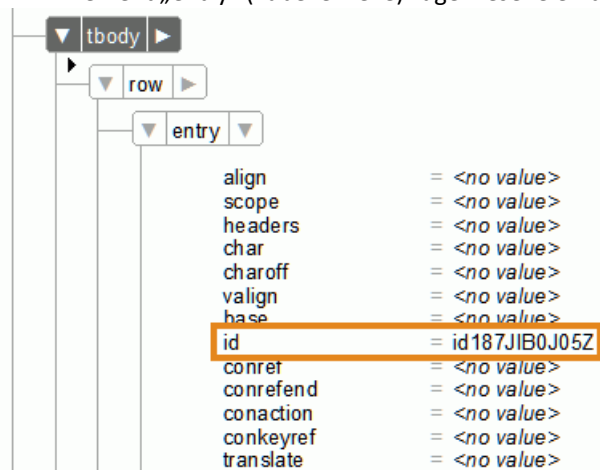 tbody
row
entry
align = <no value>
scope = <no value>
headers = <no value>
char = <no value>
charoff = <no value>
valign = <no value>
base = <no value>
id = id187JIB0J05Z
conref = <no value>
conrefend = <no value>
conaction = <no value>
conkeyref = <no value>
translate = <no value>